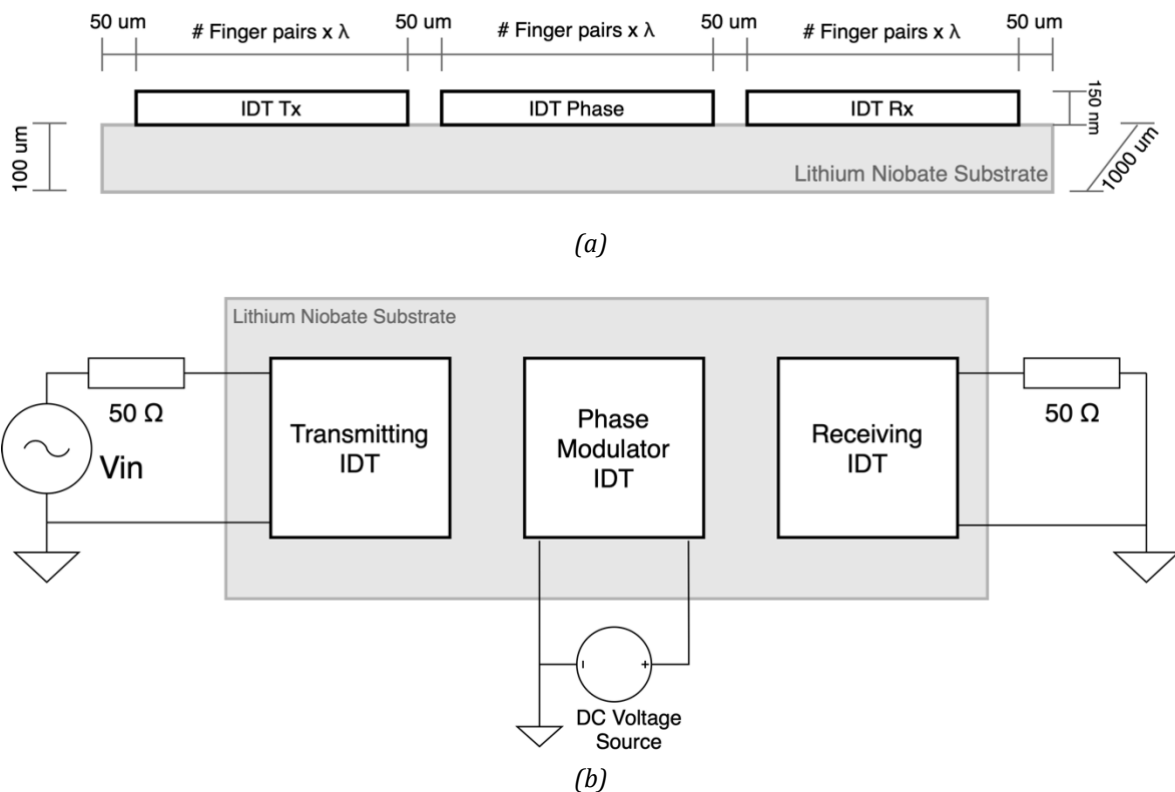 50 um
# Finger pairs x λ
50 um
# Finger pairs x λ
50 um
# Finger pairs x λ
50 um
IDT Tx
IDT Phase
IDT Rx
150 nm
100 um
Lithium Niobate Substrate
1000 um
(a)
Lithium Niobate Substrate
50 Ω
Vin
Transmitting
IDT
Phase
Modulator
IDT
Receiving
IDT
50 Ω
DC Voltage
Source
(b)